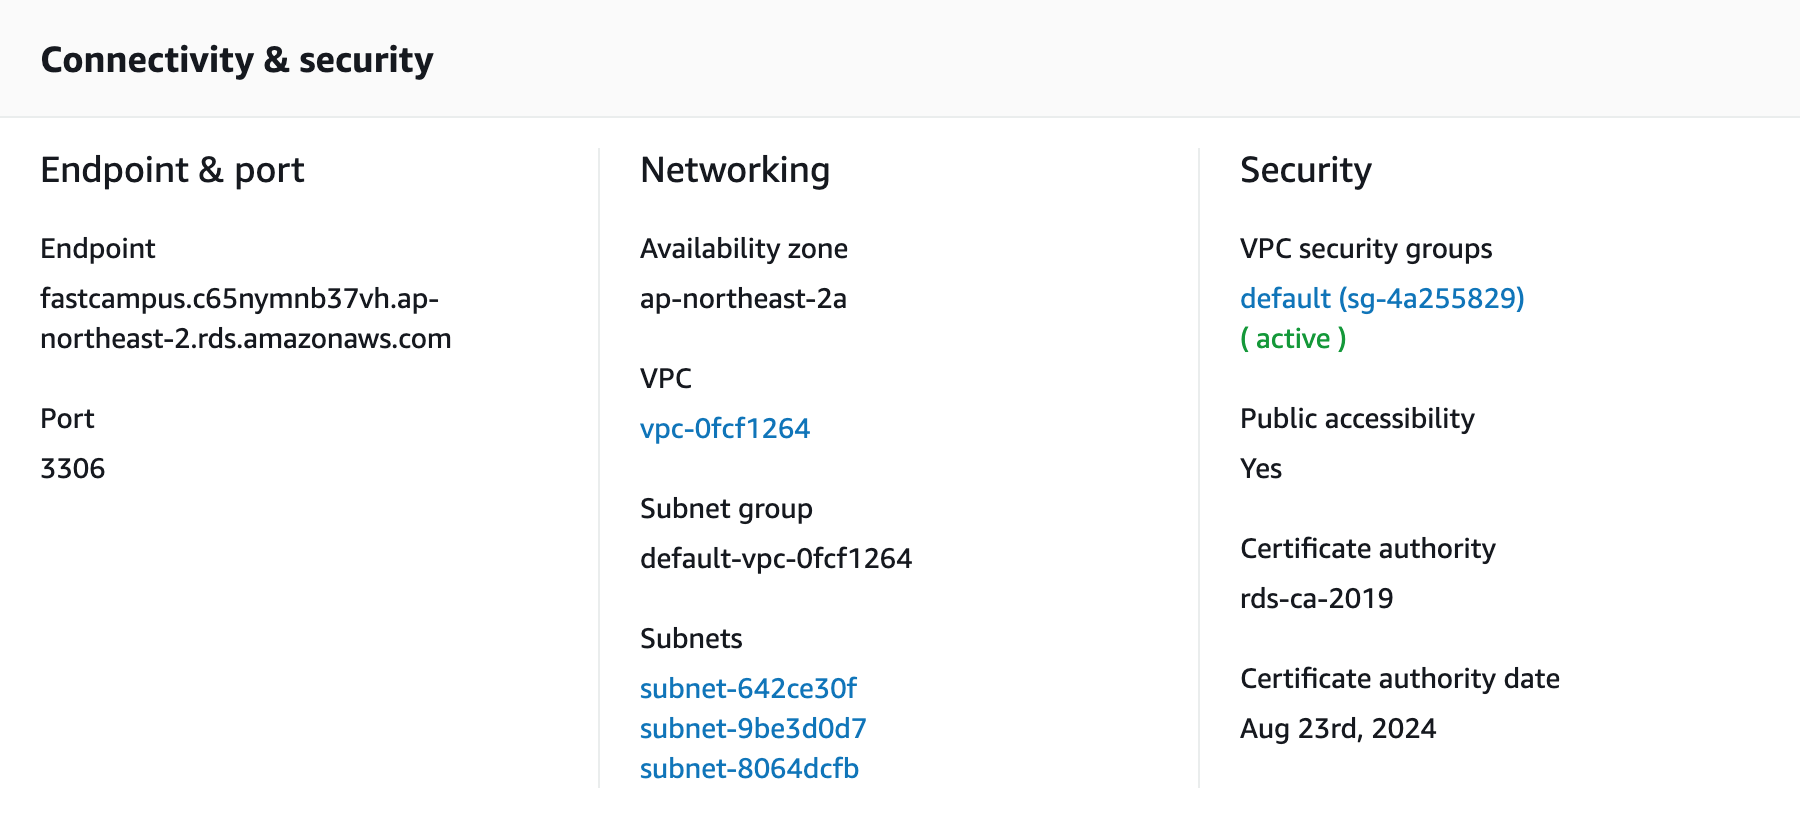 Connectivity & security
Endpoint & port
Endpoint
fastcampus.c65nymnb37vh.ap-
northeast-2.rds.amazonaws.com
Port
3306
Networking
Availability zone
ap-northeast-2a
VPC
vpc-0fcf1264
Subnet group
default-vpc-0fcf1264
Subnets
subnet-642ce30f
subnet-9be3d0d7
subnet-8064dcfb
Security
VPC security groups
default (sg-4a255829)
( active )
Public accessibility
Yes
Certificate authority
rds-ca-2019
Certificate authority date
Aug 23rd, 2024